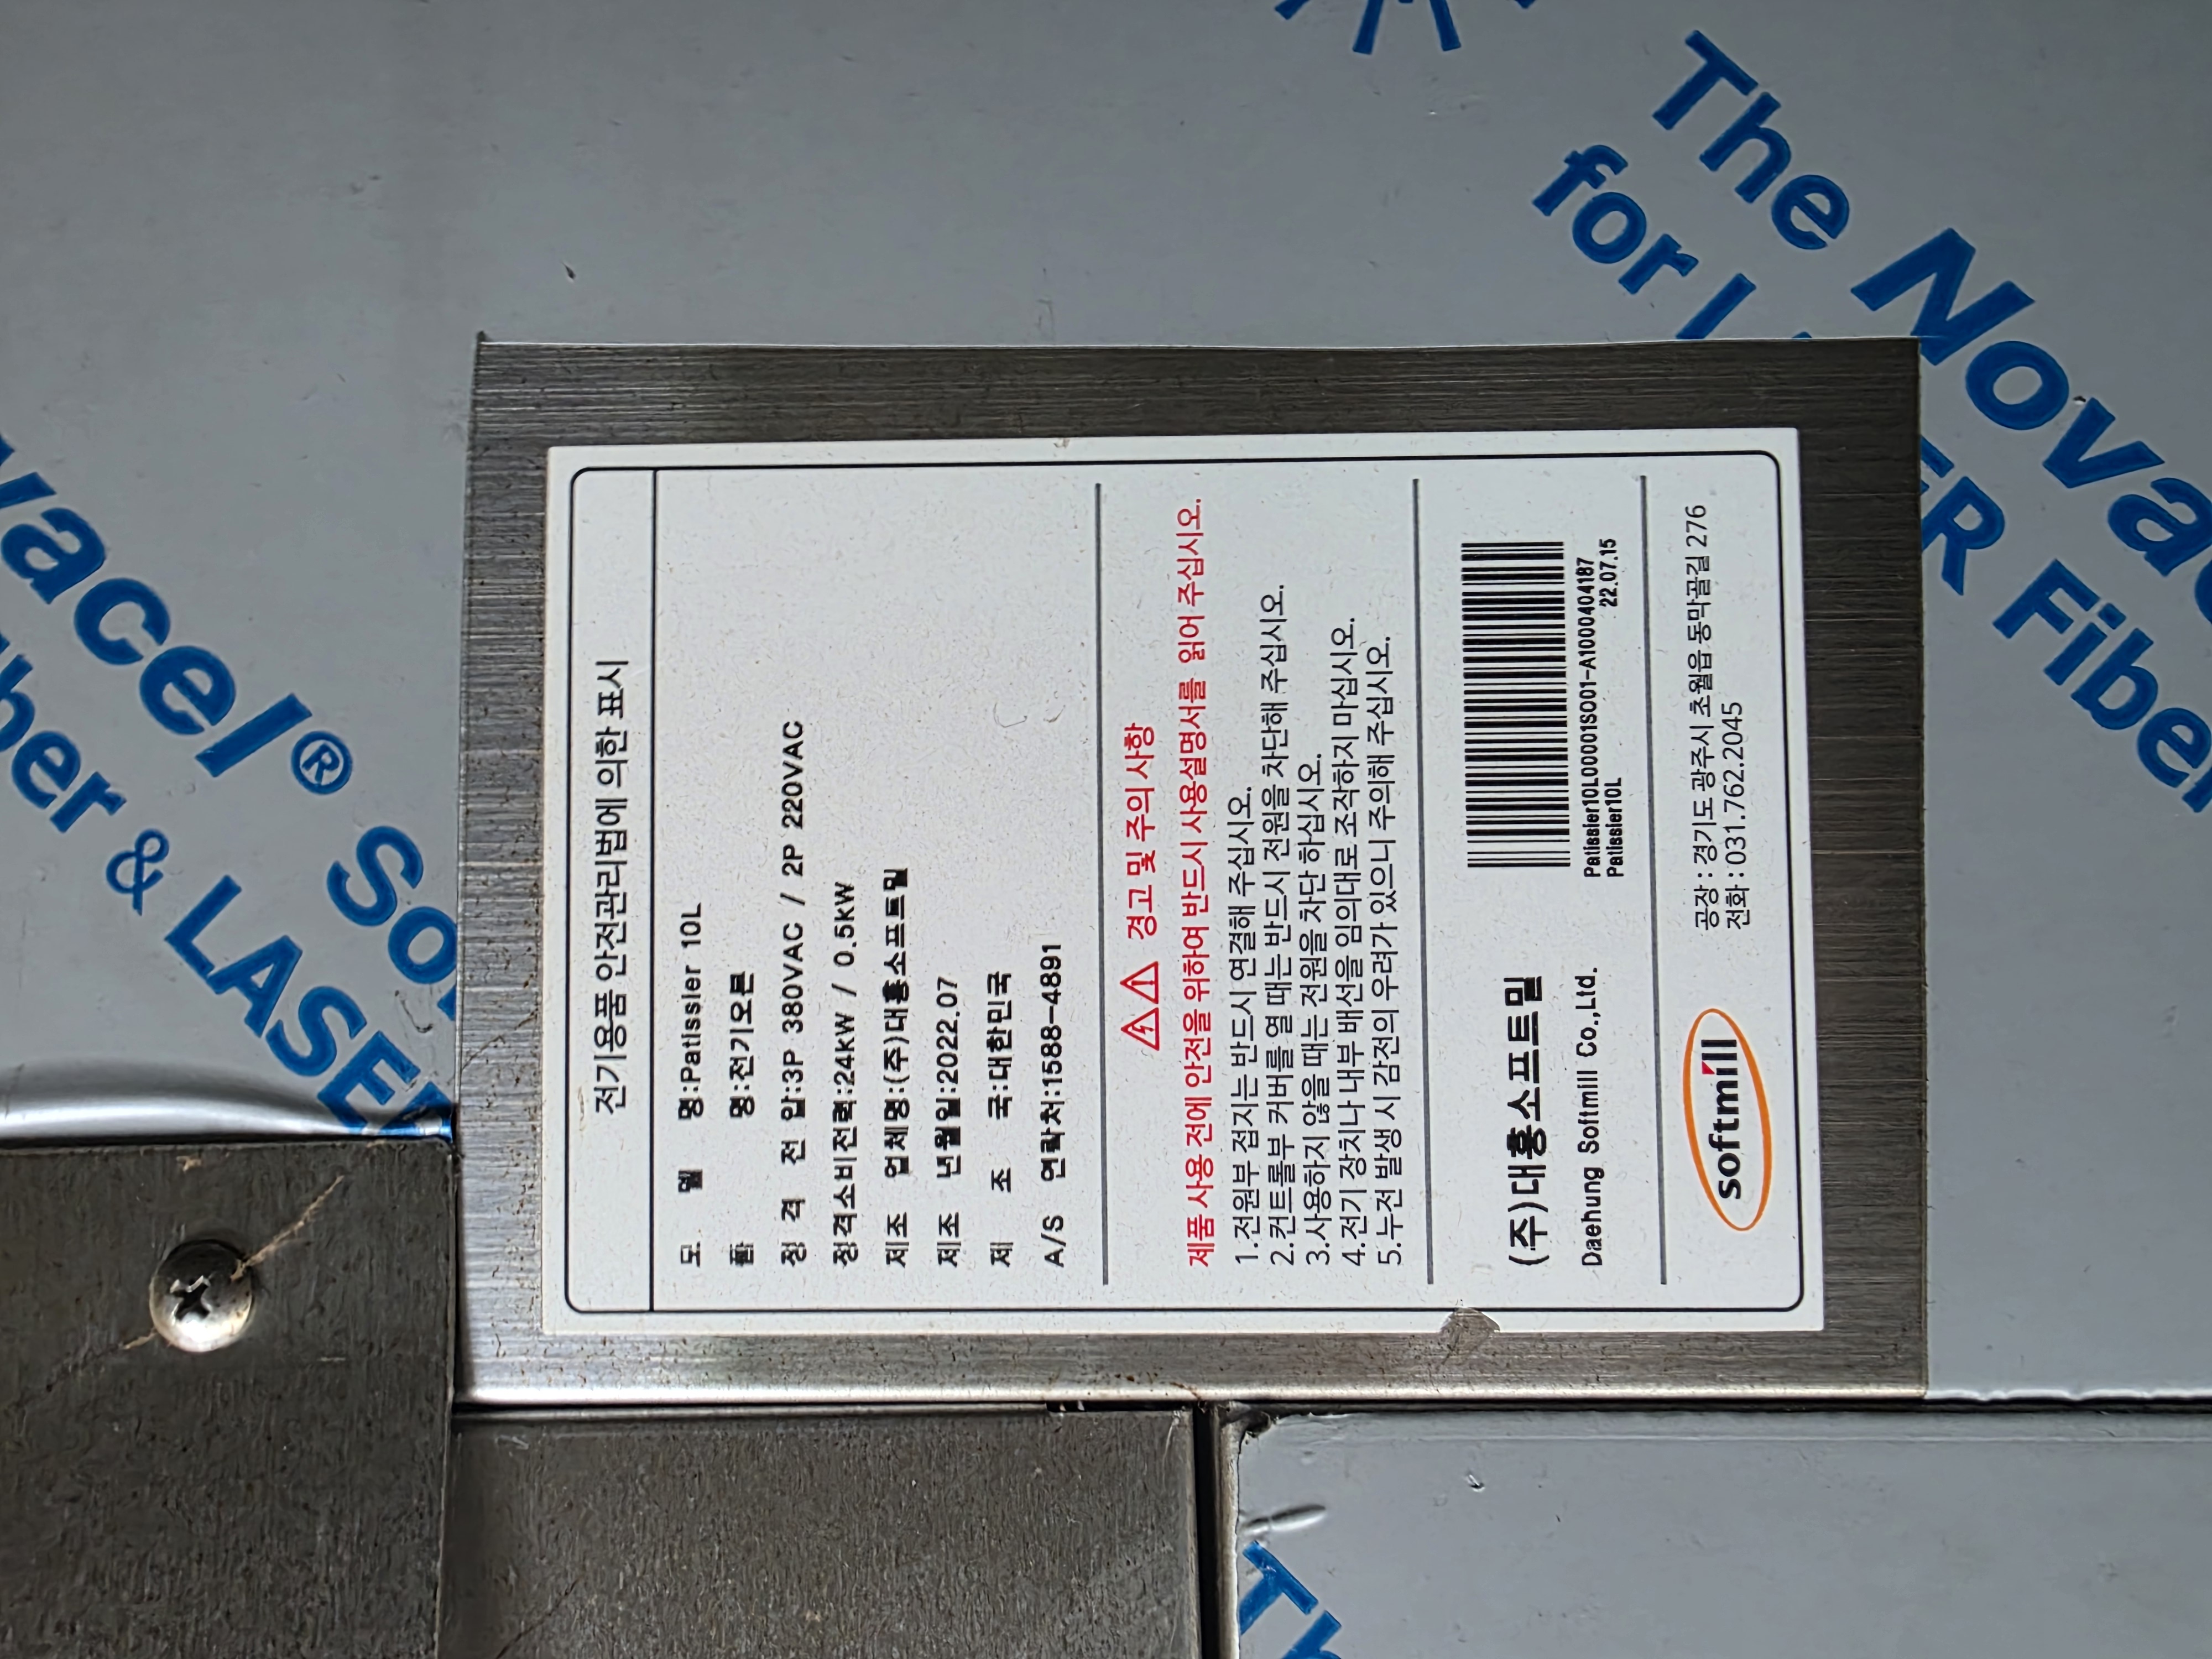 전기용품 안전관리법에 의한 표시
모 델 명:Patissier 10L
품 명:전기오븐
정 격 전 압:3P 380VAC / 2P 220VAC
정격소비전력:24kW / 0.5kW
제조 업체명:(주)대흥소프트밀
제조 년월일:2022.07
제 조 국:대한민국
A/S 연락처:1588-4891
경고 및 주의 사항
제품 사용 전에 안전을 위하여 반드시 사용설명서를 읽어 주십시오.
1.전원부 접지는 반드시 연결해 주십시오.
2.컨트롤부 커버를 열 때는 반드시 전원을 차단해 주십시오.
3.사용하지 않을 때는 전원을 차단 하십시오.
4.전기 장치나 내부 배선을 임의대로 조작하지 마십시오.
5.누전 발생 시 감전의 우려가 있으니 주의해 주십시오.
(주)대흥소프트밀
Daehung Softmill Co.,Ltd.
Patissier10L0001S001-A1000404187
Patissier10L 22.07.15
softmill
공장 : 경기도 광주시 초월읍 동막골길 276
전화 : 031.762.2045
The Novacel
for LASER Fiber
vacel® So
ber & LASER
Th